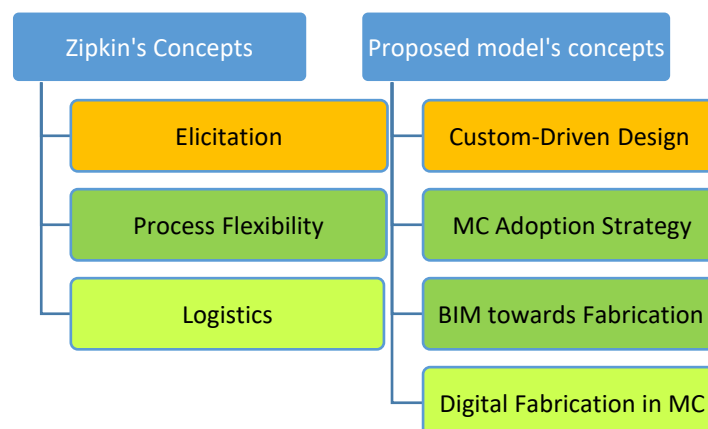 Zipkin's Concepts
Elicitation
Process Flexibility
Logistics
Proposed model's concepts
Custom-Driven Design
MC Adoption Strategy
BIM towards Fabrication
Digital Fabrication in MC